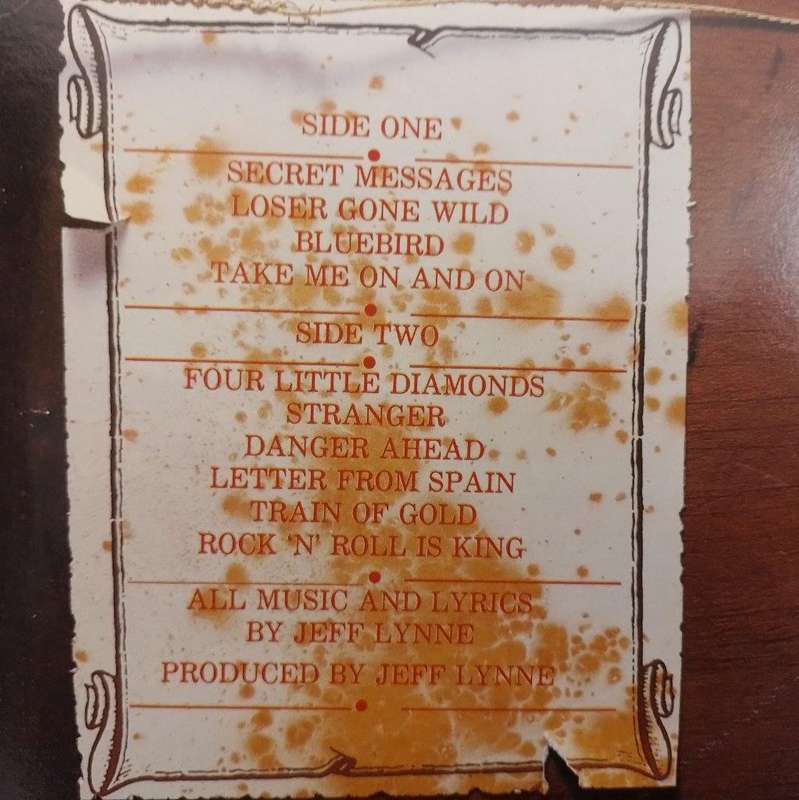 SIDE ONE
SECRET MESSAGES
LOSER GONE WILD
BLUEBIRD
TAKE ME ON AND ON
SIDE TWO
FOUR LITTLE DIAMONDS
STRANGER
DANGER AHEAD
LETTER FROM SPAIN
TRAIN OF GOLD
ROCK 'N' ROLL IS KING
ALL MUSIC AND LYRICS
BY JEFF LYNNE
PRODUCED BY JEFF LYNNE